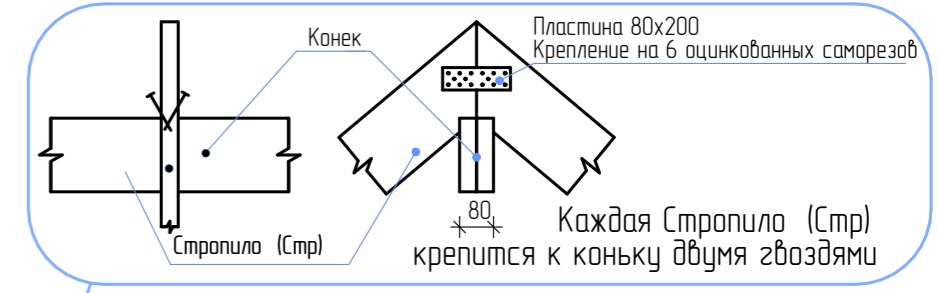 Конек
Пластина 80х200
Крепление на 6 оцинкованных саморезов
80
Стропило (Стр)
Каждая Стропило (Стр)
крепится к коньку двумя гвоздями